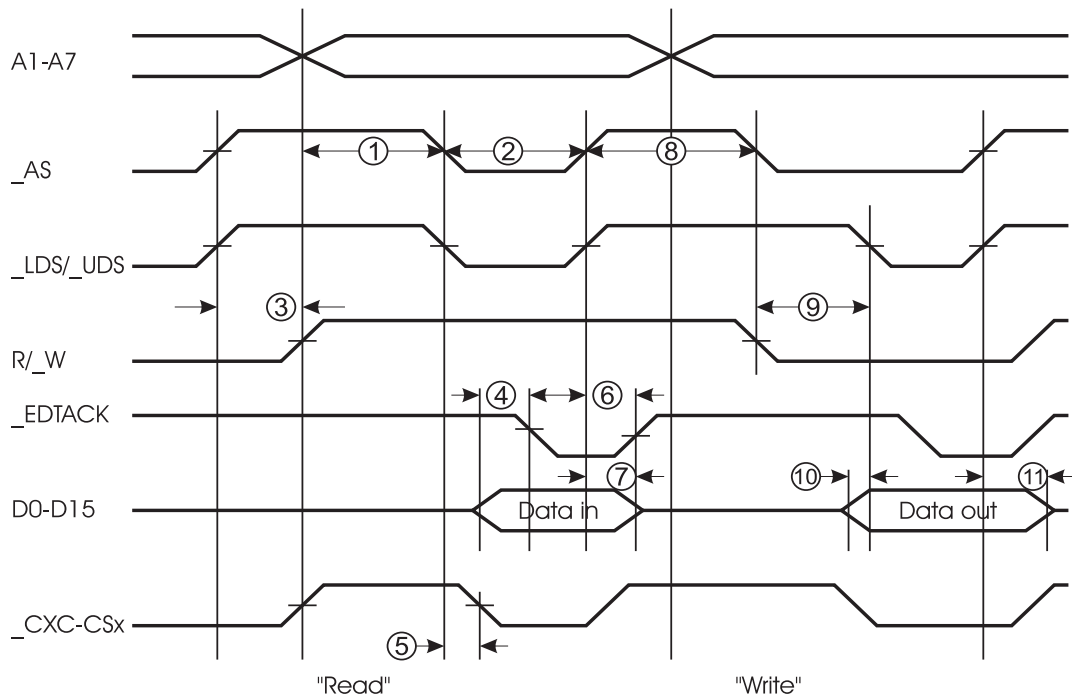 A1-A7
_AS
① ② ⑧
_LDS/_UDS
③ ⑨
R/_W
④ ⑥
_EDTACK
⑦ ⑩ ⑪
D0-D15
Data in
Data out
_CXC-CSx
⑤
"Read"
"Write"